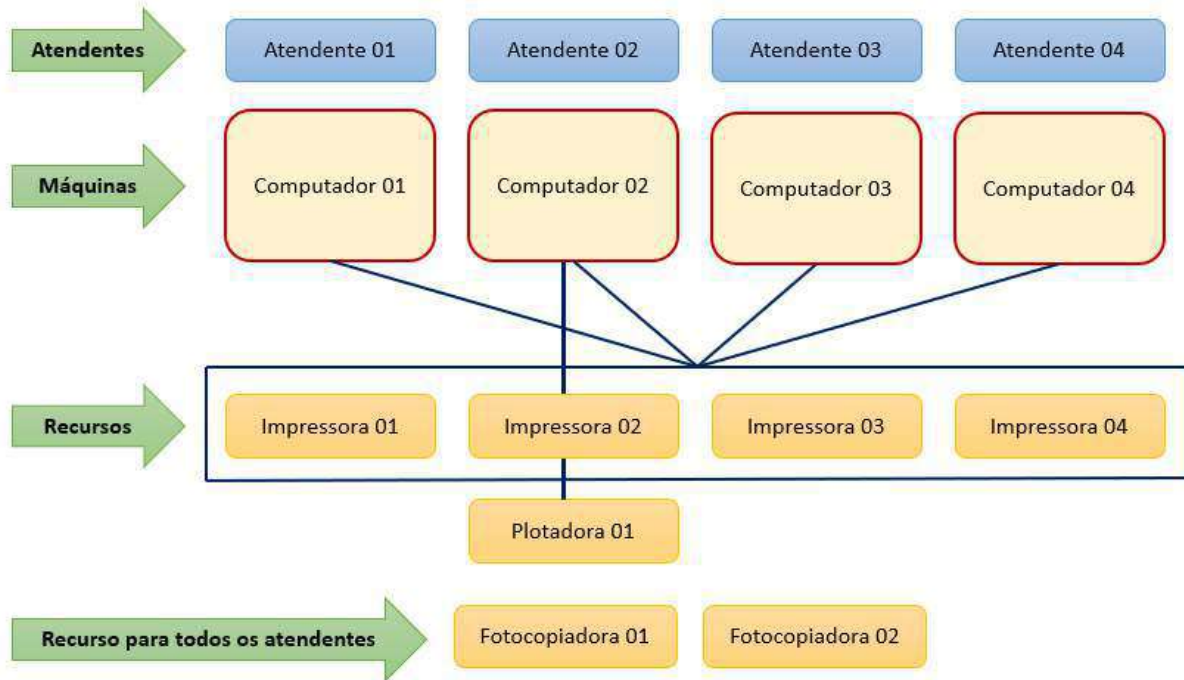 Atendentes
Atendente 01
Atendente 02
Atendente 03
Atendente 04
Máquinas
Computador 01
Computador 02
Computador 03
Computador 04
Recursos
Impressora 01
Impressora 02
Impressora 03
Impressora 04
Plotadora 01
Recurso para todos os atendentes
Fotocopiadora 01
Fotocopiadora 02